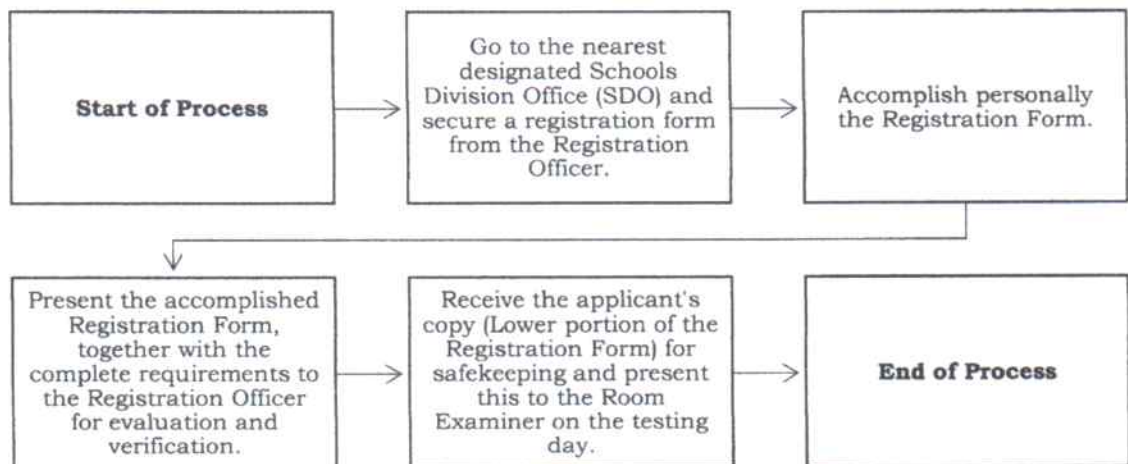 Start of Process
Go to the nearest
designated Schools
Division Office (SDO) and
secure a registration form
from the Registration
Officer.
Accomplish personally
the Registration Form.
Present the accomplished
Registration Form,
together with the
complete requirements to
the Registration Officer
for evaluation and
verification.
Receive the applicant's
copy (Lower portion of the
Registration Form) for
safekeeping and present
this to the Room
Examiner on the testing
day.
End of Process